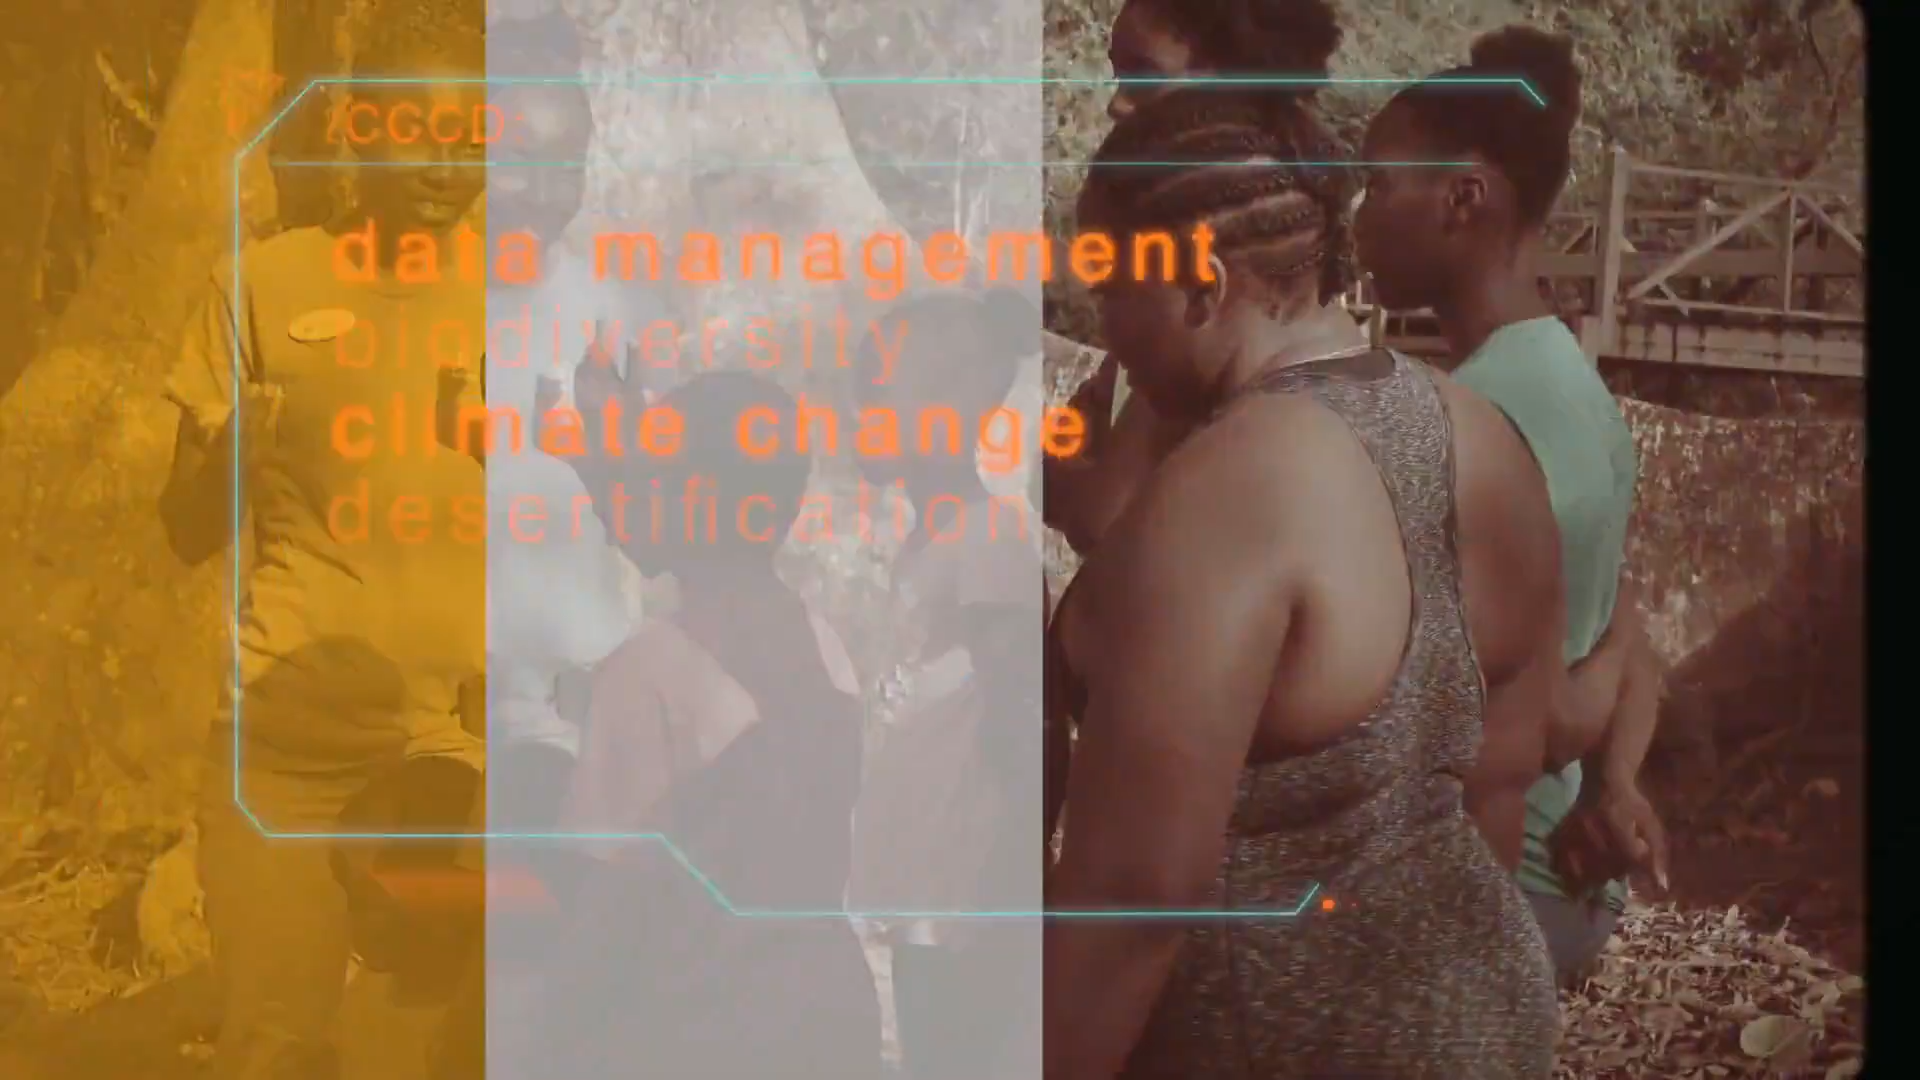 /CCCD:
data management
biodiversity
climate change
desertification